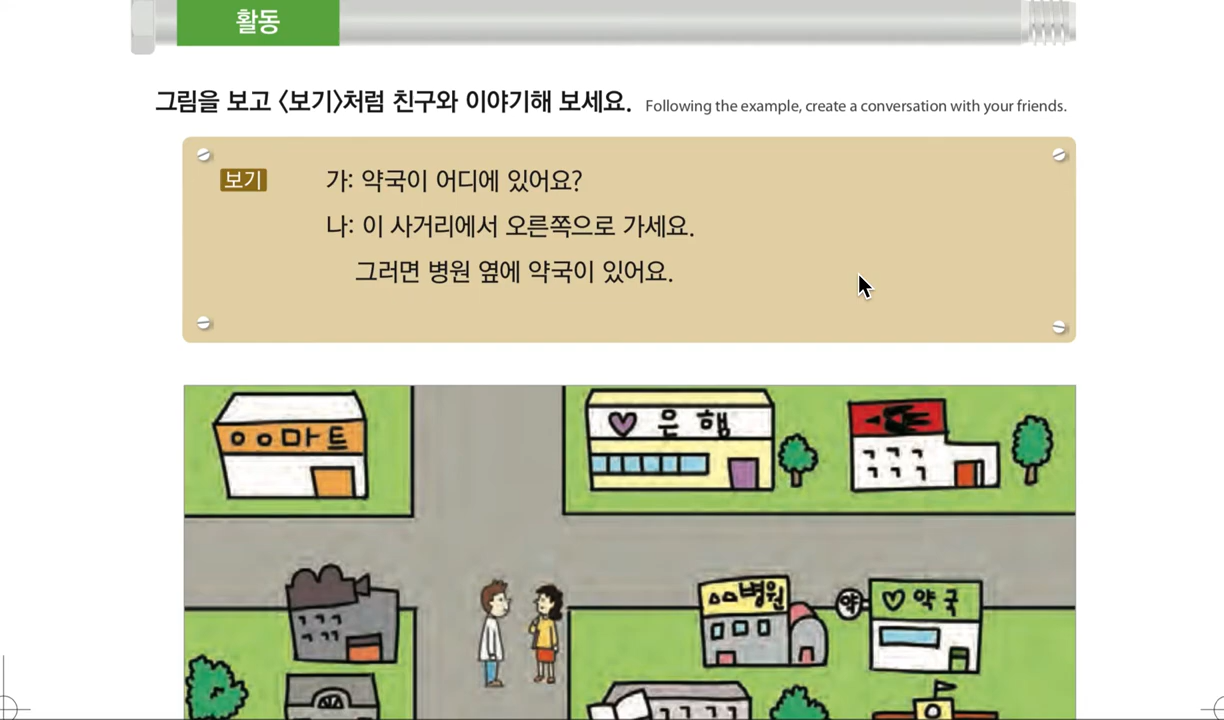 활동
그림을 보고 〈보기〉처럼 친구와 이야기해 보세요. Following the example, create a conversation with your friends.
보기 가: 약국이 어디에 있어요?
나: 이 사거리에서 오른쪽으로 가세요.
그러면 병원 옆에 약국이 있어요.
ㅇㅇ마트
♡은행
△△병원
약
♡약국